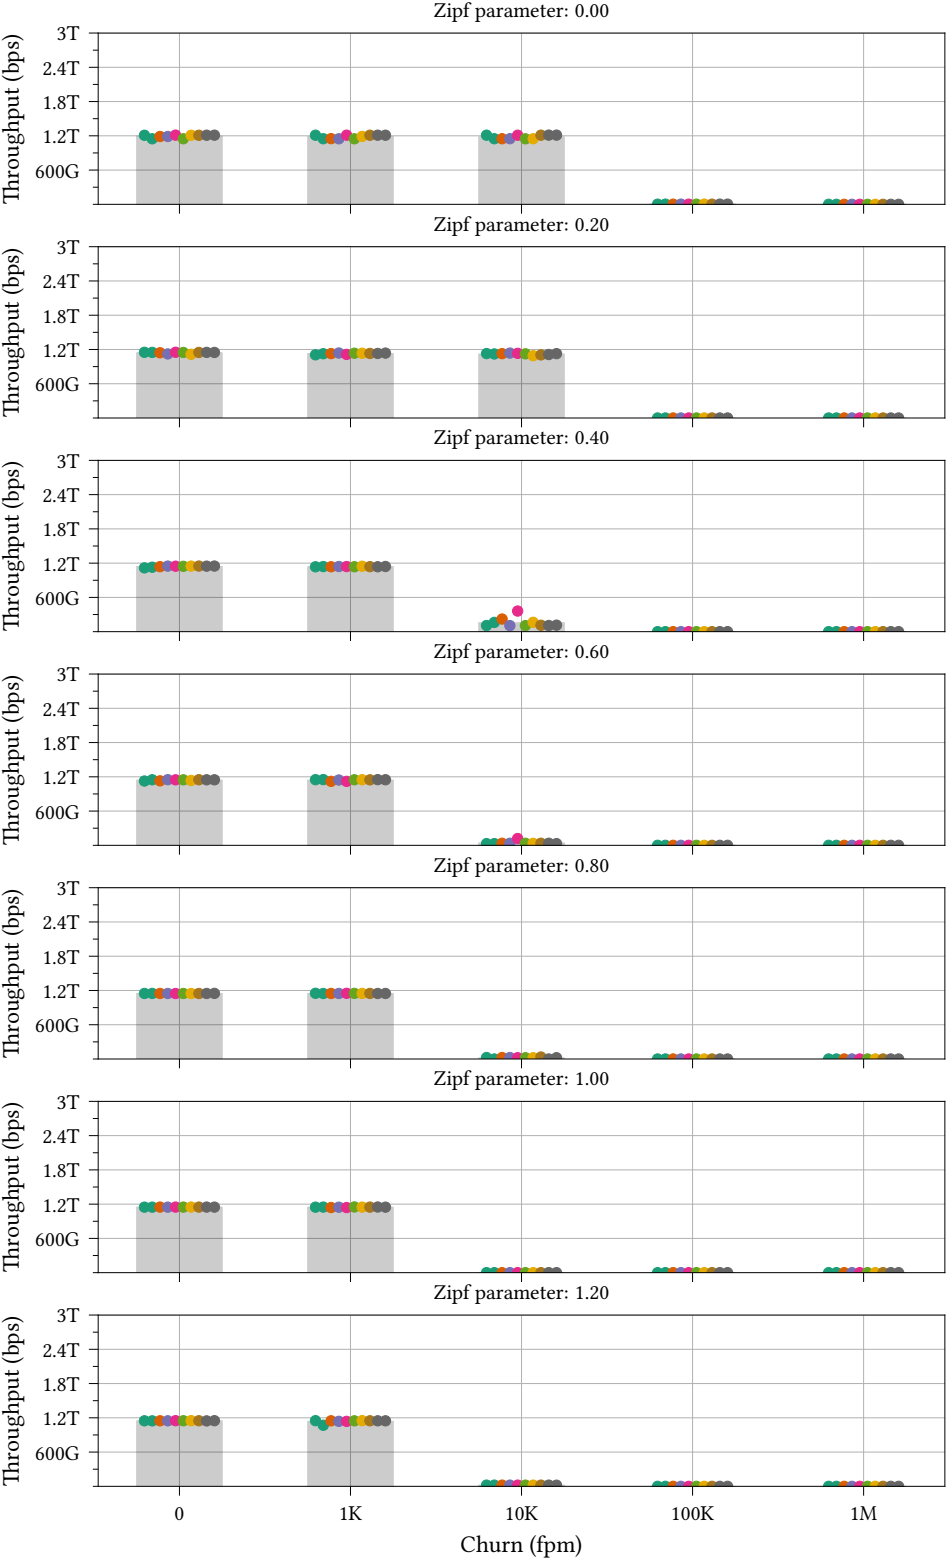 Zipf parameter: 0.00
Throughput (bps)
3T
2.4T
1.8T
1.2T
600G
Zipf parameter: 0.20
Throughput (bps)
3T
2.4T
1.8T
1.2T
600G
Zipf parameter: 0.40
Throughput (bps)
3T
2.4T
1.8T
1.2T
600G
Zipf parameter: 0.60
Throughput (bps)
3T
2.4T
1.8T
1.2T
600G
Zipf parameter: 0.80
Throughput (bps)
3T
2.4T
1.8T
1.2T
600G
Zipf parameter: 1.00
Throughput (bps)
3T
2.4T
1.8T
1.2T
600G
Zipf parameter: 1.20
Throughput (bps)
3T
2.4T
1.8T
1.2T
600G
0 1K 10K 100K 1M
Churn (fpm)